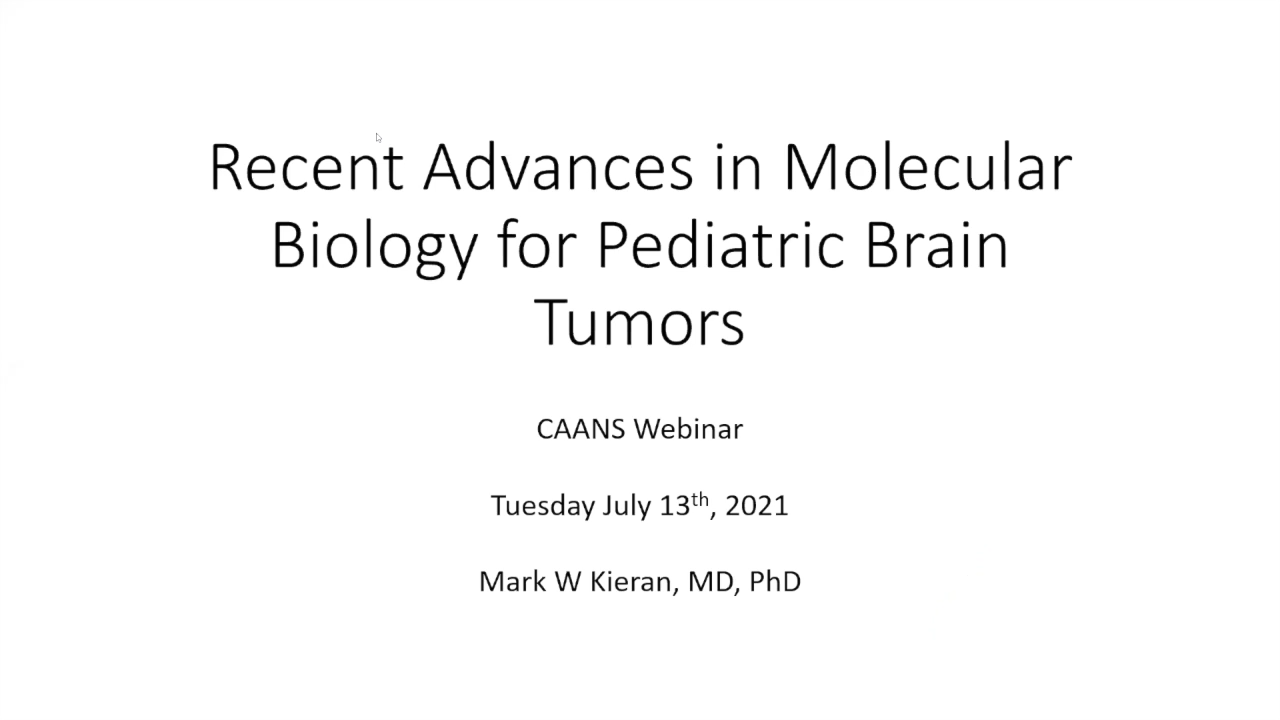 Recent Advances in Molecular
Biology for Pediatric Brain
Tumors
CAANS Webinar
Tuesday July 13th, 2021
Mark W Kieran, MD, PhD